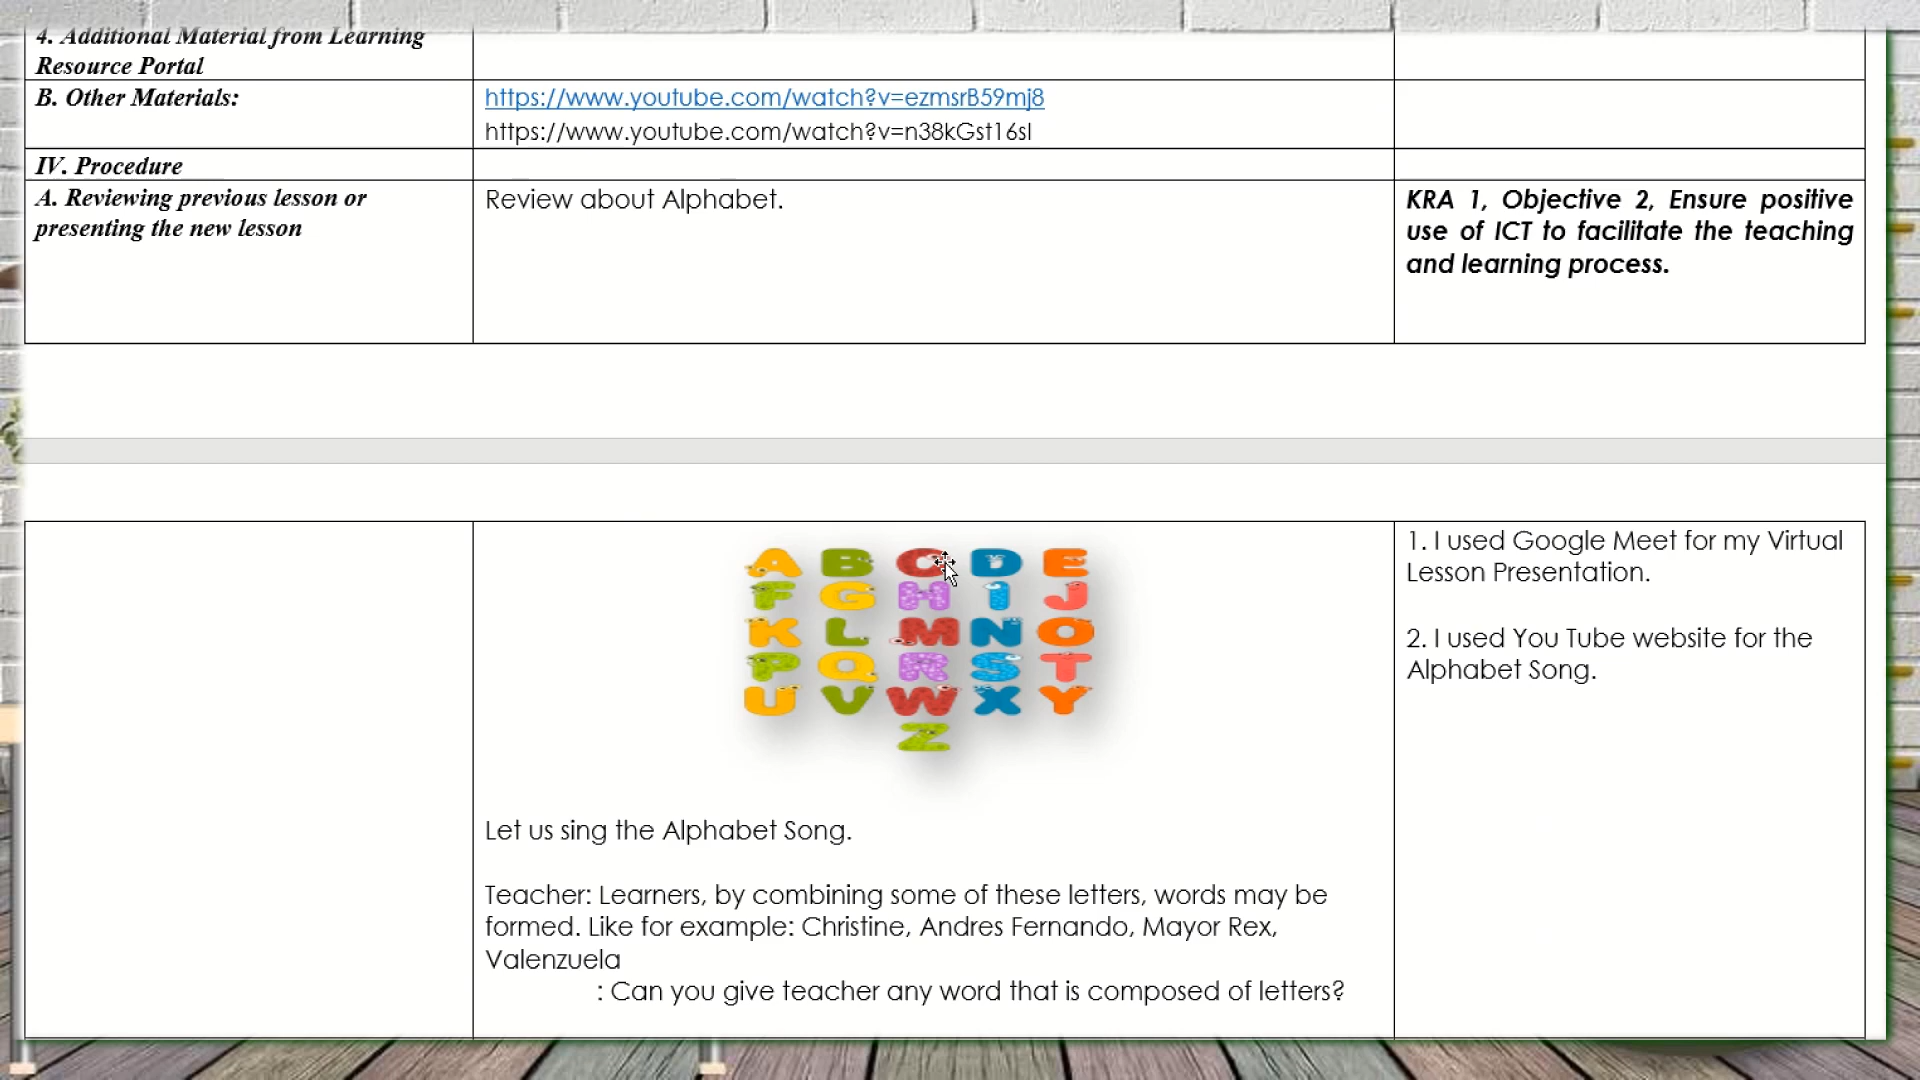 4. Additional Material from Learning
Resource Portal
B. Other Materials:
https://www.youtube.com/watch?v=ezmsrB59mj8
https://www.youtube.com/watch?v=n38kGst16sI
IV. Procedure
A. Reviewing previous lesson or
presenting the new lesson
Review about Alphabet.
KRA 1, Objective 2, Ensure positive
use of ICT to facilitate the teaching
and learning process.
A B C D E
F G H I J
K L M N O
P Q R S T
U V W X Y
Z
Let us sing the Alphabet Song.
Teacher: Learners, by combining some of these letters, words may be
formed. Like for example: Christine, Andres Fernando, Mayor Rex,
Valenzuela
: Can you give teacher any word that is composed of letters?
1. I used Google Meet for my Virtual
Lesson Presentation.
2. I used You Tube website for the
Alphabet Song.